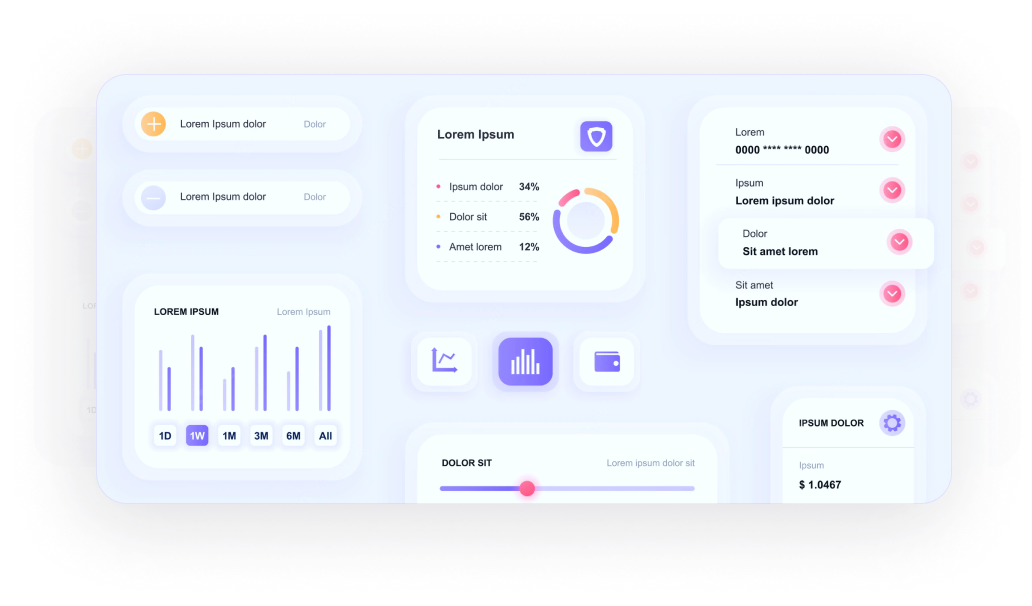 Lorem Ipsum dolor Dolor
Lorem Ipsum dolor Dolor
LOREM IPSUM Lorem Ipsum
1D 1W 1M 3M 6M All
Lorem Ipsum
Ipsum dolor 34%
Dolor sit 56%
Amet lorem 12%
DOLOR SIT Lorem ipsum dolor sit
Lorem
0000 **** **** 0000
Ipsum
Lorem ipsum dolor
Dolor
Sit amet lorem
Sit amet
Ipsum dolor
IPSUM DOLOR
Ipsum
$ 1.0467